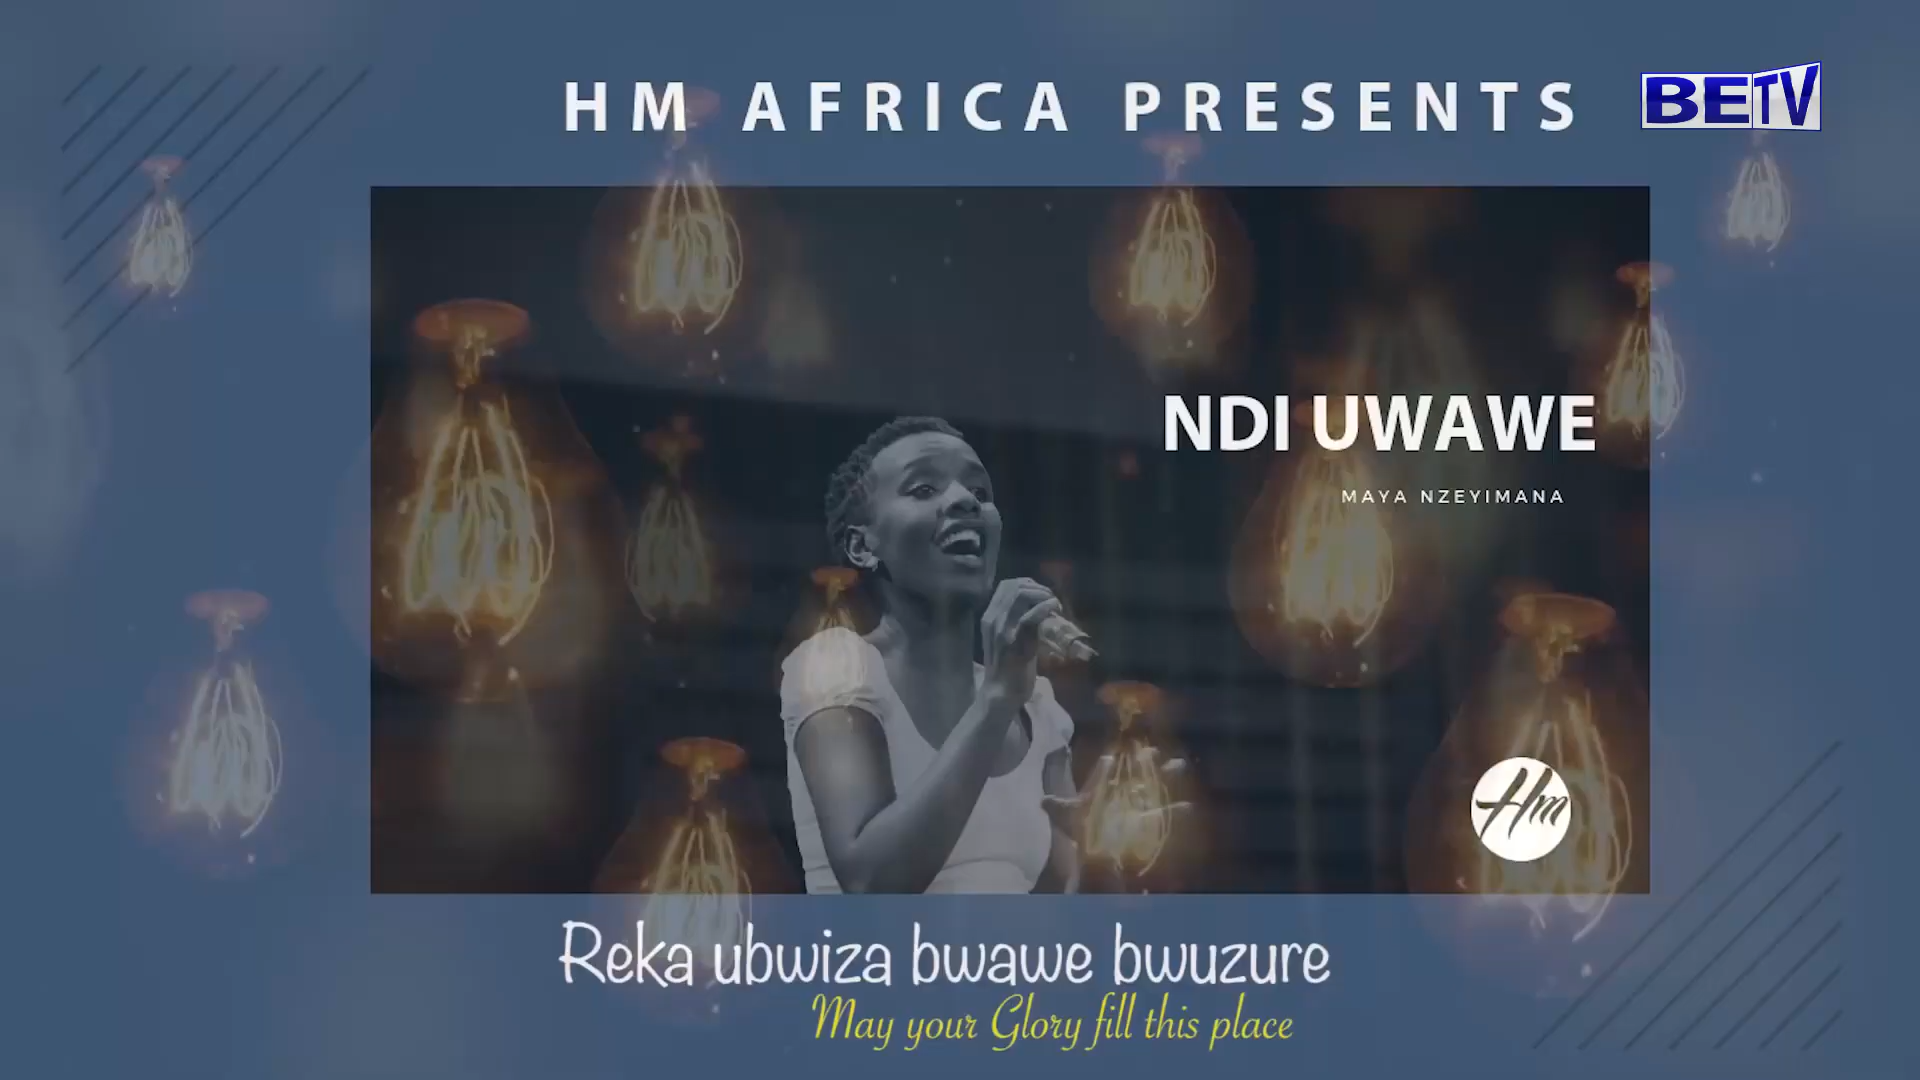 HM AFRICA PRESENTS
BETV
NDI UWAWE
MAYA NZEYIMANA
Hm
Reka ubwiza bwawe bwuzure
May your Glory fill this place